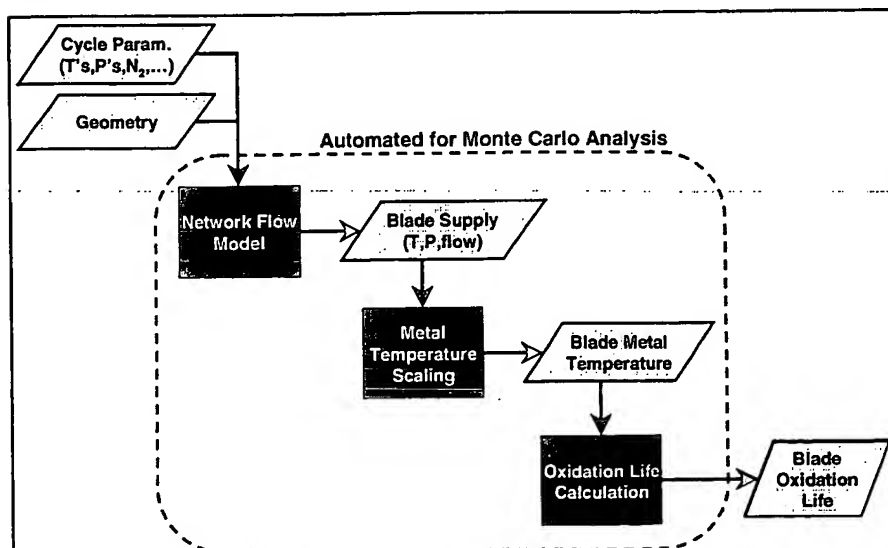 Cycle Param.
(T's,P's,N₂,...)
Geometry
Automated for Monte Carlo Analysis
Network Flow
Model
Blade Supply
(T,P,flow)
Metal
Temperature
Scaling
Blade Metal
Temperature
Oxidation Life
Calculation
Blade
Oxidation
Life